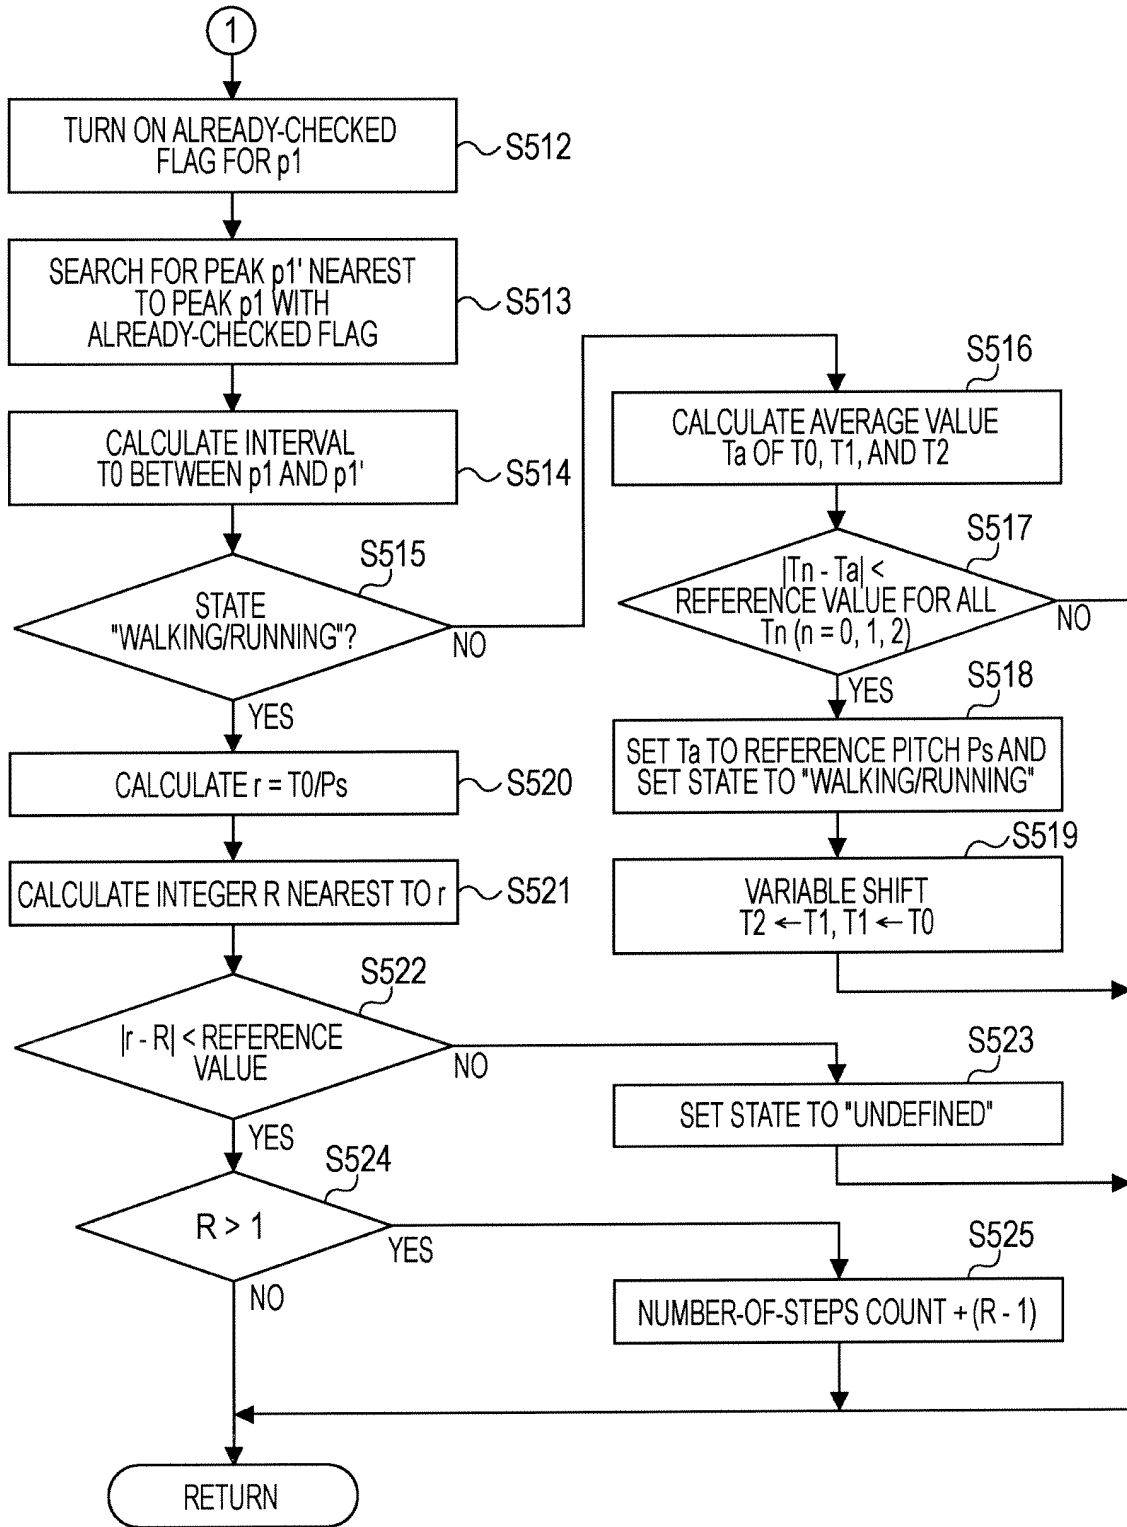 1
TURN ON ALREADY-CHECKED
FLAG FOR p1
S512
SEARCH FOR PEAK p1' NEAREST
TO PEAK p1 WITH
ALREADY-CHECKED FLAG
S513
CALCULATE INTERVAL
T0 BETWEEN p1 AND p1'
S514
S515
STATE
"WALKING/RUNNING"?
NO
YES
S516
CALCULATE AVERAGE VALUE
Ta OF T0, T1, AND T2
S517
|Tn - Ta| <
REFERENCE VALUE FOR ALL
Tn (n = 0, 1, 2)
NO
YES
S518
SET Ta TO REFERENCE PITCH Ps AND
SET STATE TO "WALKING/RUNNING"
S519
VARIABLE SHIFT
T2 ← T1, T1 ← T0
CALCULATE r = T0/Ps
S520
CALCULATE INTEGER R NEAREST TO r
S521
S522
|r - R| < REFERENCE
VALUE
NO
YES
S523
SET STATE TO "UNDEFINED"
S524
R > 1
YES
NO
S525
NUMBER-OF-STEPS COUNT + (R - 1)
RETURN